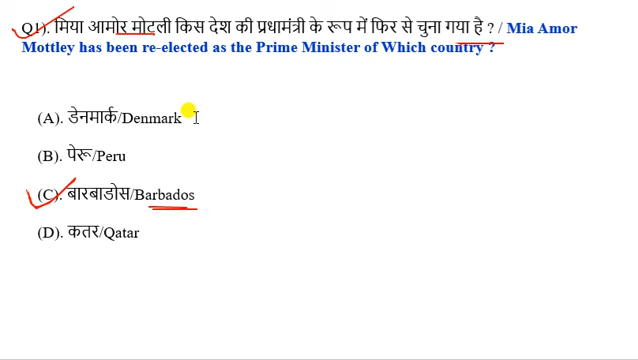 Q1). मिया आमोर मोटली किस देश की प्रधामंत्री के रूप में फिर से चुना गया है ? / Mia Amor
Mottley has been re-elected as the Prime Minister of Which country ?
(A). डेनमार्क/Denmark
(B). पेरू/Peru
(C). बारबाडोस/Barbados
(D). कतर/Qatar